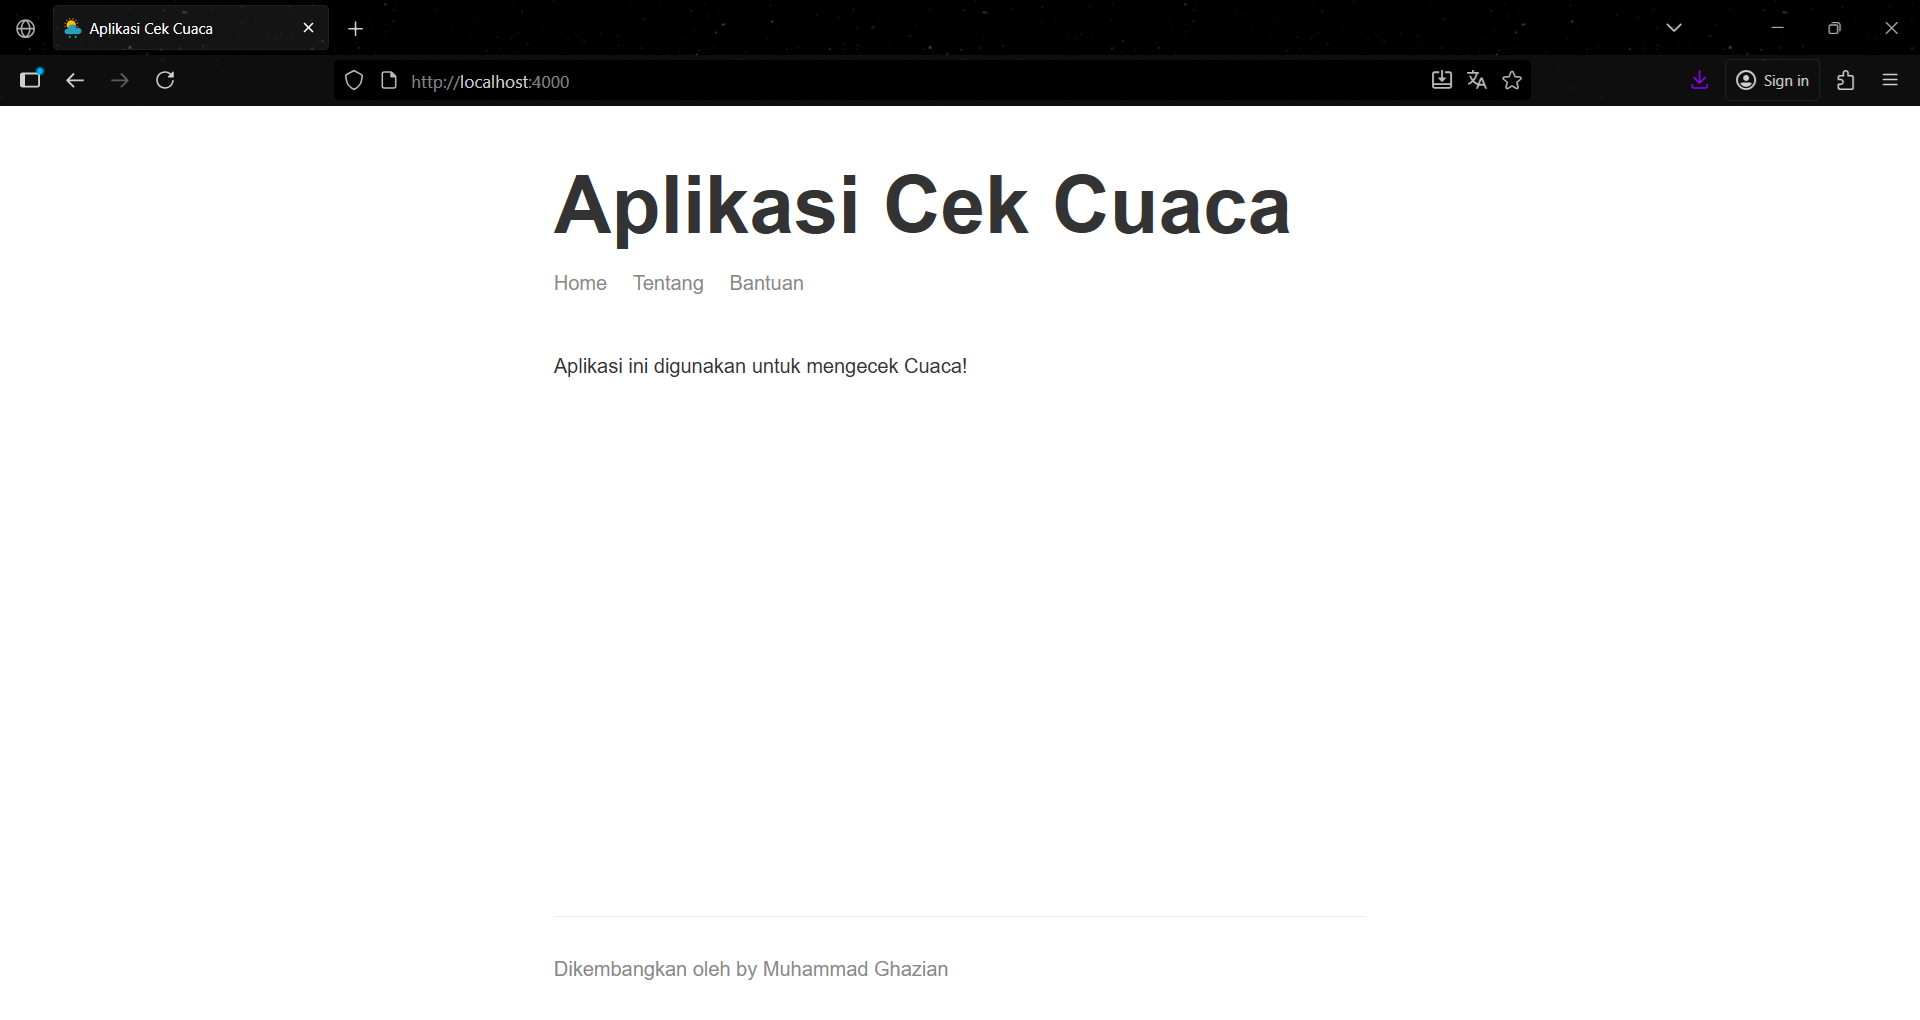 Aplikasi Cek Cuaca
http://localhost:4000
Sign in
Aplikasi Cek Cuaca
Home Tentang Bantuan
Aplikasi ini digunakan untuk mengecek Cuaca!
Dikembangkan oleh by Muhammad Ghazian